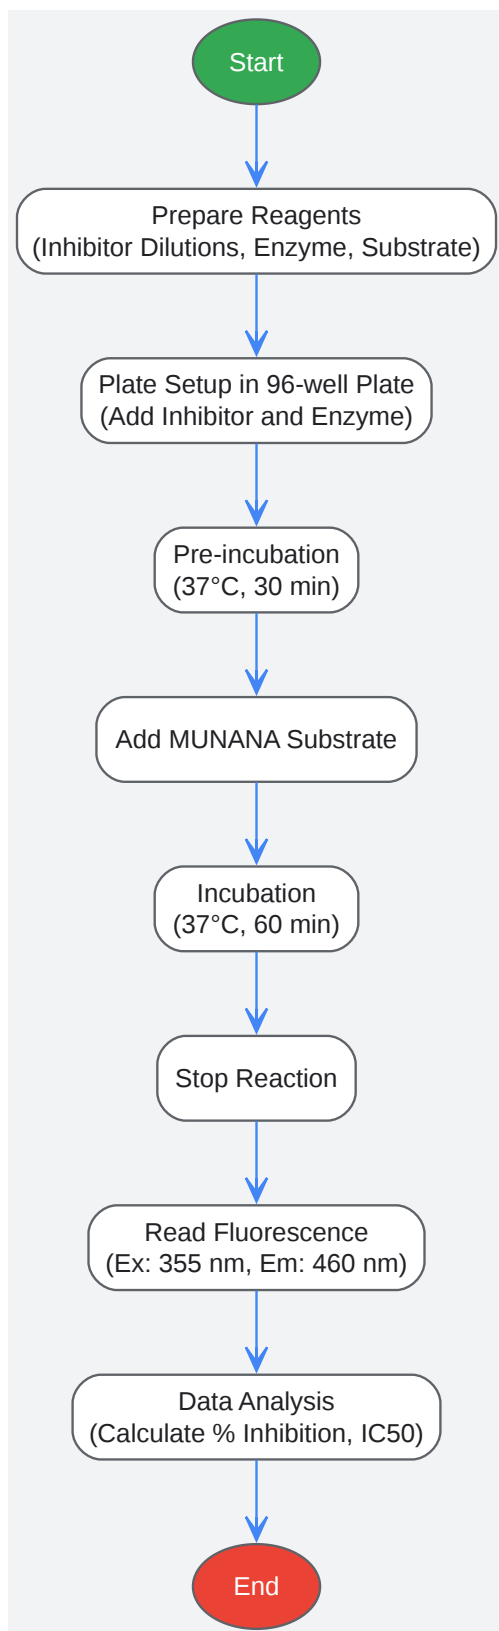 Start
Prepare Reagents
(Inhibitor Dilutions, Enzyme, Substrate)
Plate Setup in 96-well Plate
(Add Inhibitor and Enzyme)
Pre-incubation
(37°C, 30 min)
Add MUNANA Substrate
Incubation
(37°C, 60 min)
Stop Reaction
Read Fluorescence
(Ex: 355 nm, Em: 460 nm)
Data Analysis
(Calculate % Inhibition, IC50)
End